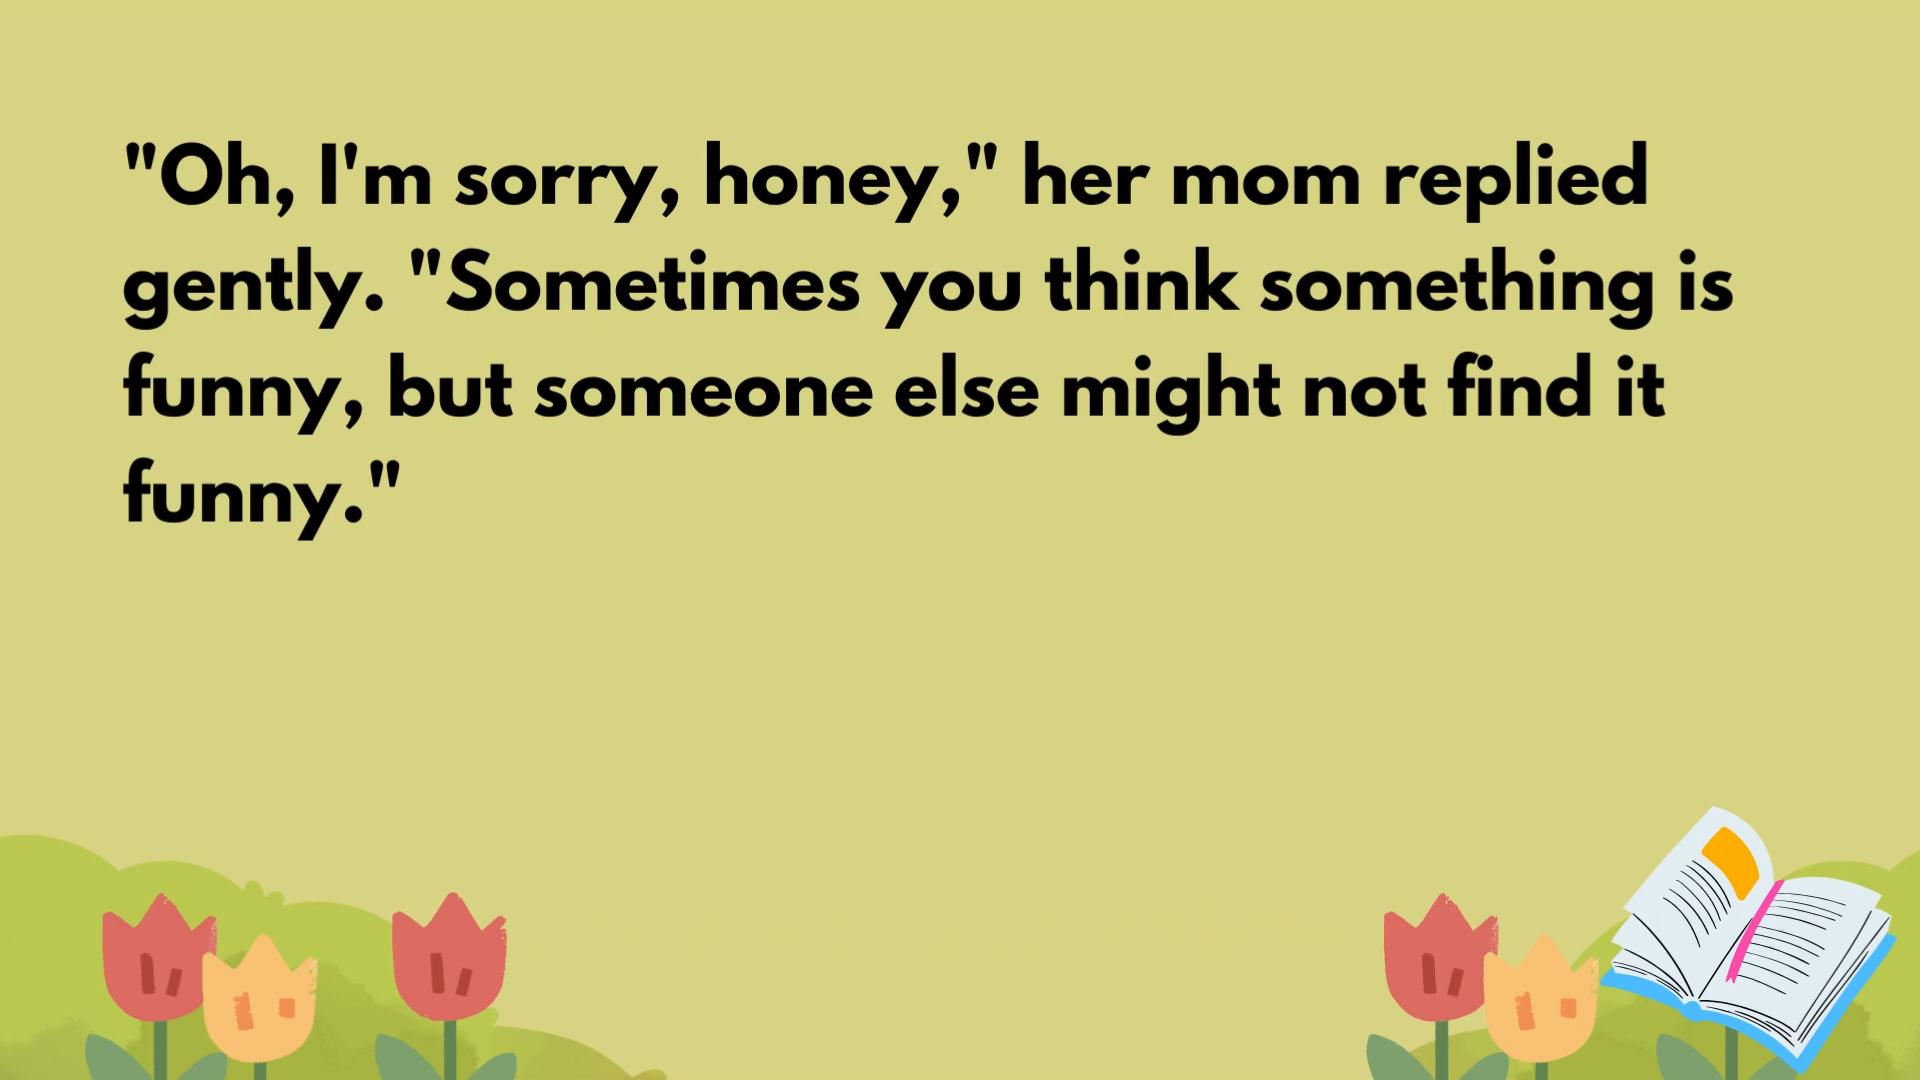 "Oh, I'm sorry, honey," her mom replied
gently. "Sometimes you think something is
funny, but someone else might not find it
funny."